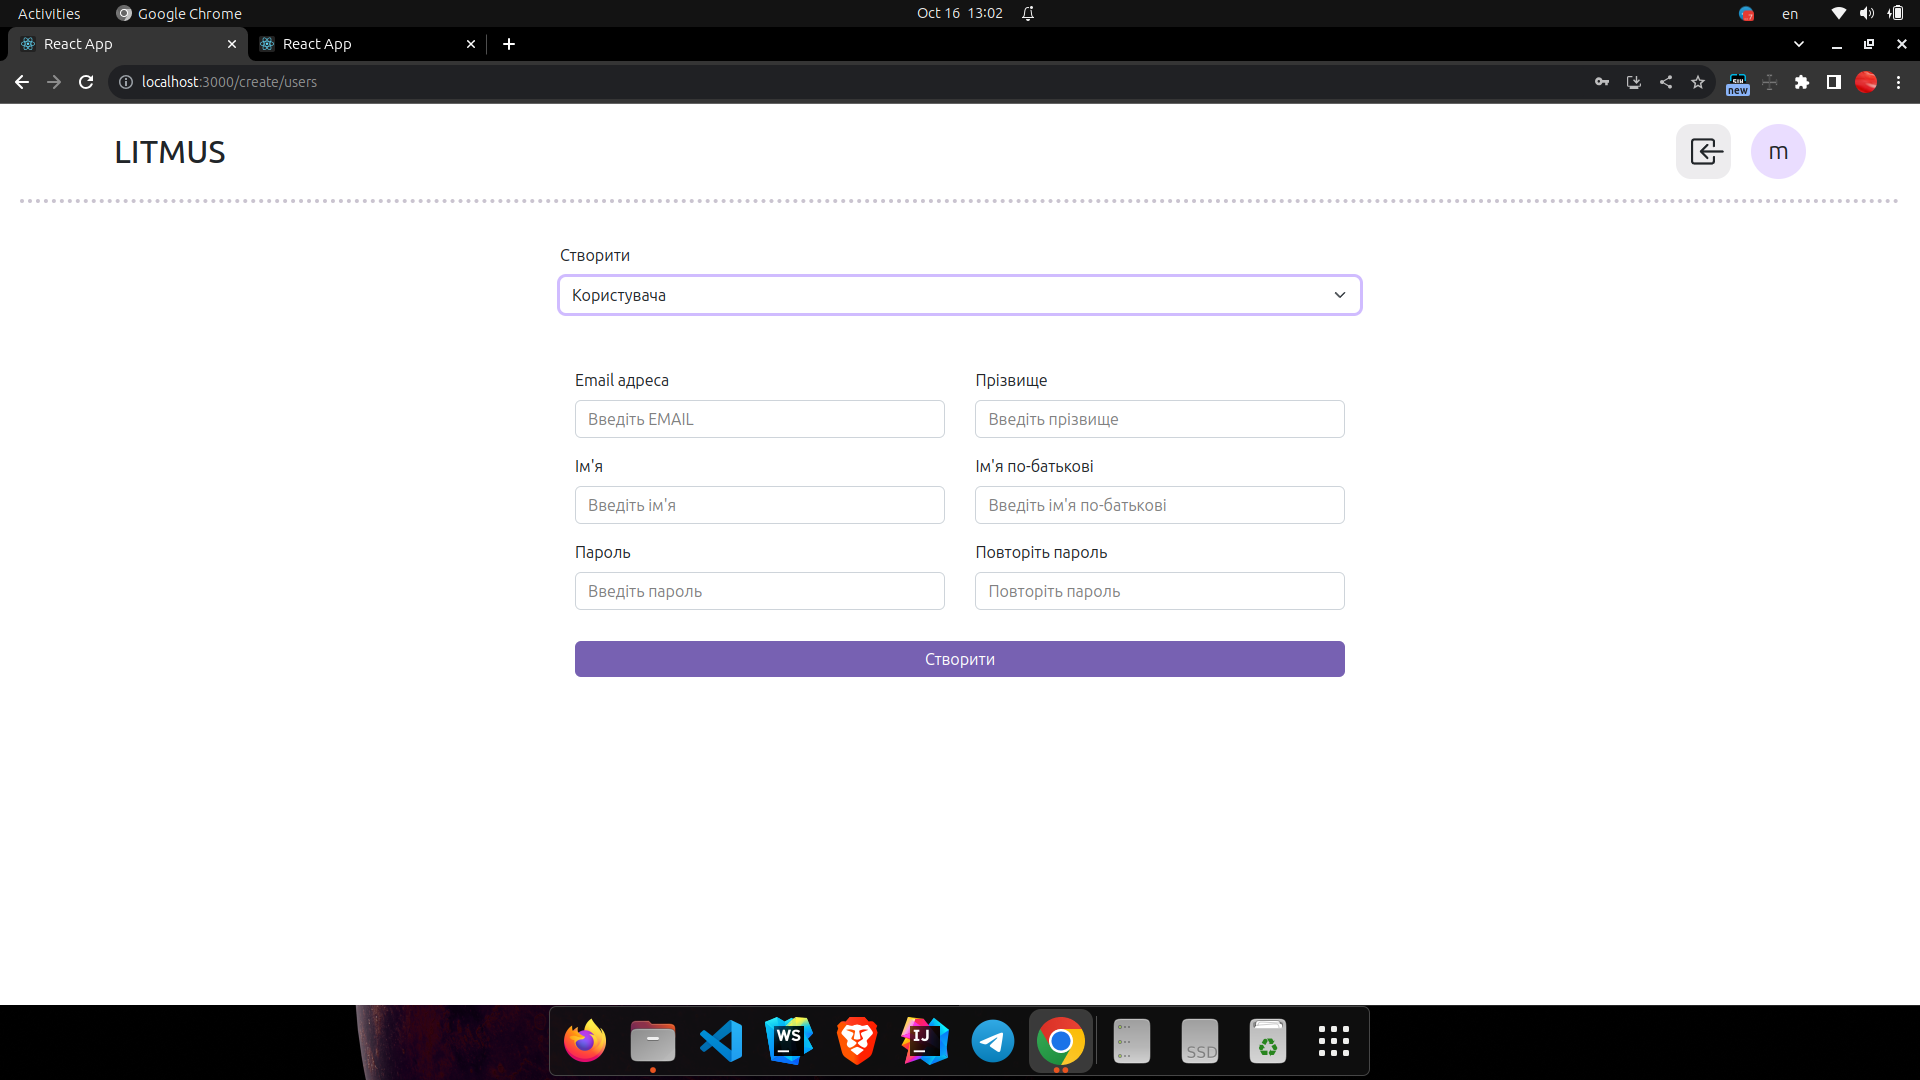 Activities Google Chrome Oct 16 13:02 en
React App React App
localhost:3000/create/users new
LITMUS m
Створити
Користувача
Email адреса Прізвище
Введіть EMAIL Введіть прізвище
Ім'я Ім'я по-батькові
Введіть ім'я Введіть ім'я по-батькові
Пароль Повторіть пароль
Введіть пароль Повторіть пароль
Створити
WS IJ SSD